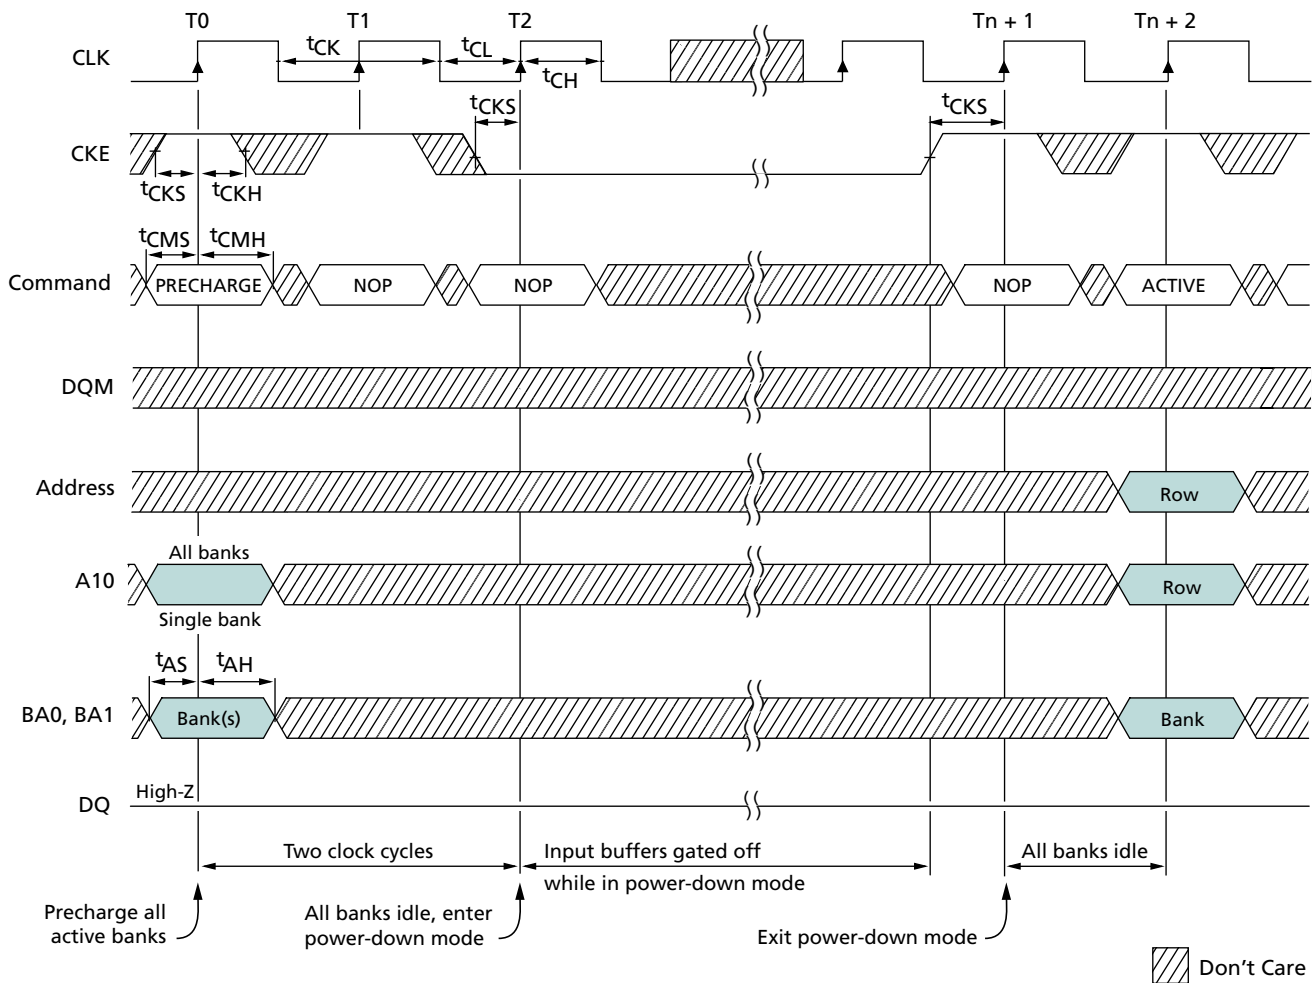 T0 T1 T2 Tn + 1 Tn + 2
CLK
tCK tCL
tCH
tCKS tCKS
CKE
tCKS tCKH
tCMS tCMH
Command PRECHARGE NOP NOP NOP ACTIVE
DQM
Address Row
All banks
A10 Row
Single bank
tAS tAH
BA0, BA1 Bank(s) Bank
High-Z
DQ
Two clock cycles
Input buffers gated off
while in power-down mode
All banks idle
Precharge all
active banks
All banks idle, enter
power-down mode
Exit power-down mode
Don't Care